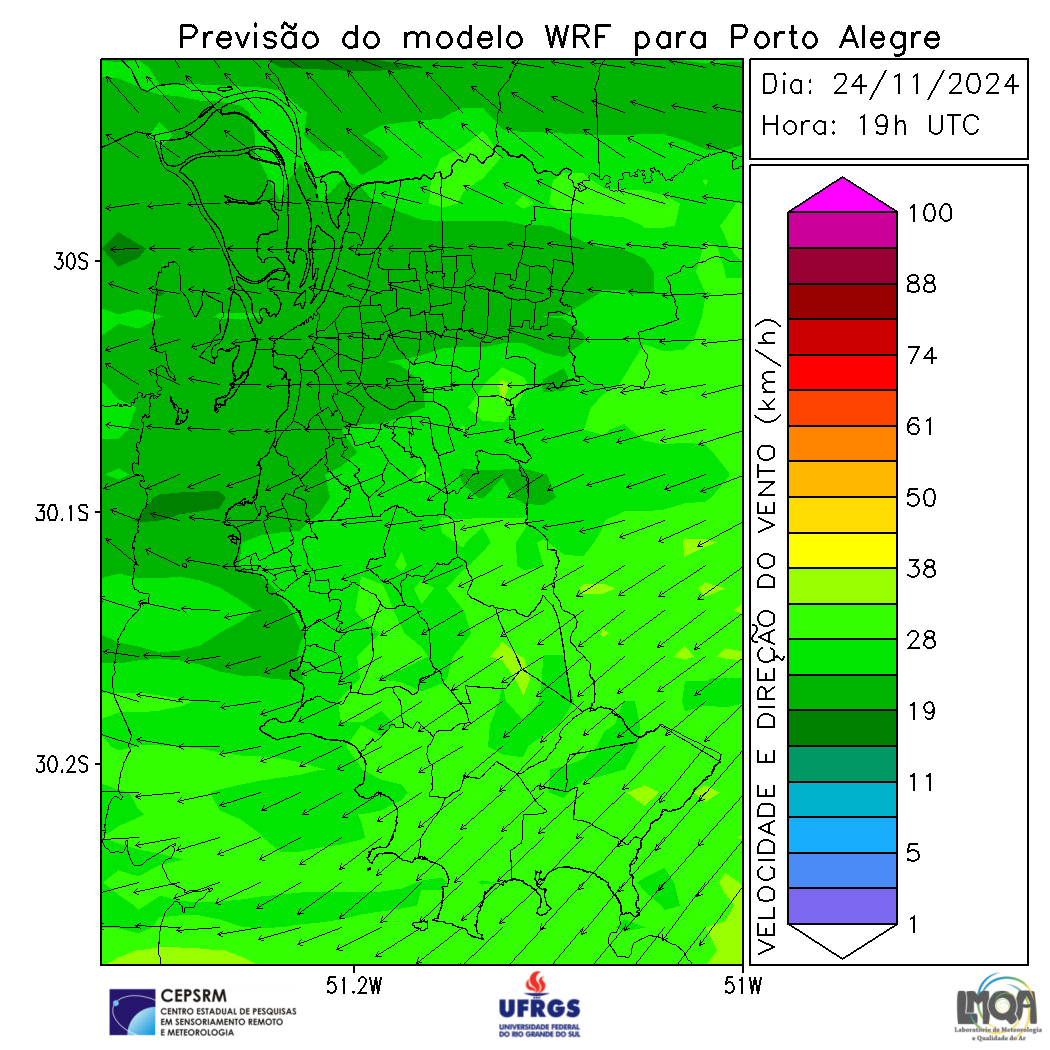 Previsão do modelo WRF para Porto Alegre
Dia: 24/11/2024
Hora: 19h UTC
30S
30.1S
30.2S
51.2W
51W
VELOCIDADE E DIREÇÃO DO VENTO (km/h)
100
88
74
61
50
38
28
19
11
5
1
CEPSRM
CENTRO ESTADUAL DE PESQUISAS
EM SENSORIAMENTO REMOTO
E METEOROLOGIA
UFRGS
UNIVERSIDADE FEDERAL
DO RIO GRANDE DO SUL
LMQA
Laboratório de Meteorologia
e Qualidade do Ar